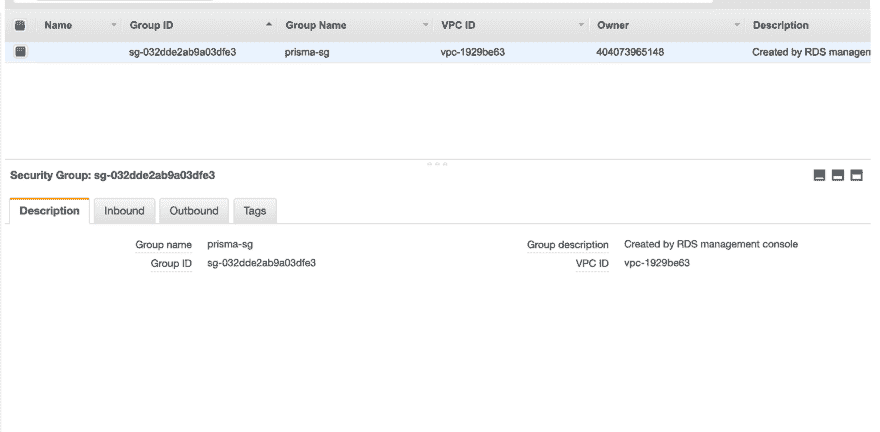 Name Group ID Group Name VPC ID Owner Description
sg-032dde2ab9a03dfe3 prisma-sg vpc-1929be63 404073965148 Created by RDS managen
Security Group: sg-032dde2ab9a03dfe3
Description Inbound Outbound Tags
Group name prisma-sg Group description Created by RDS management console
Group ID sg-032dde2ab9a03dfe3 VPC ID vpc-1929be63